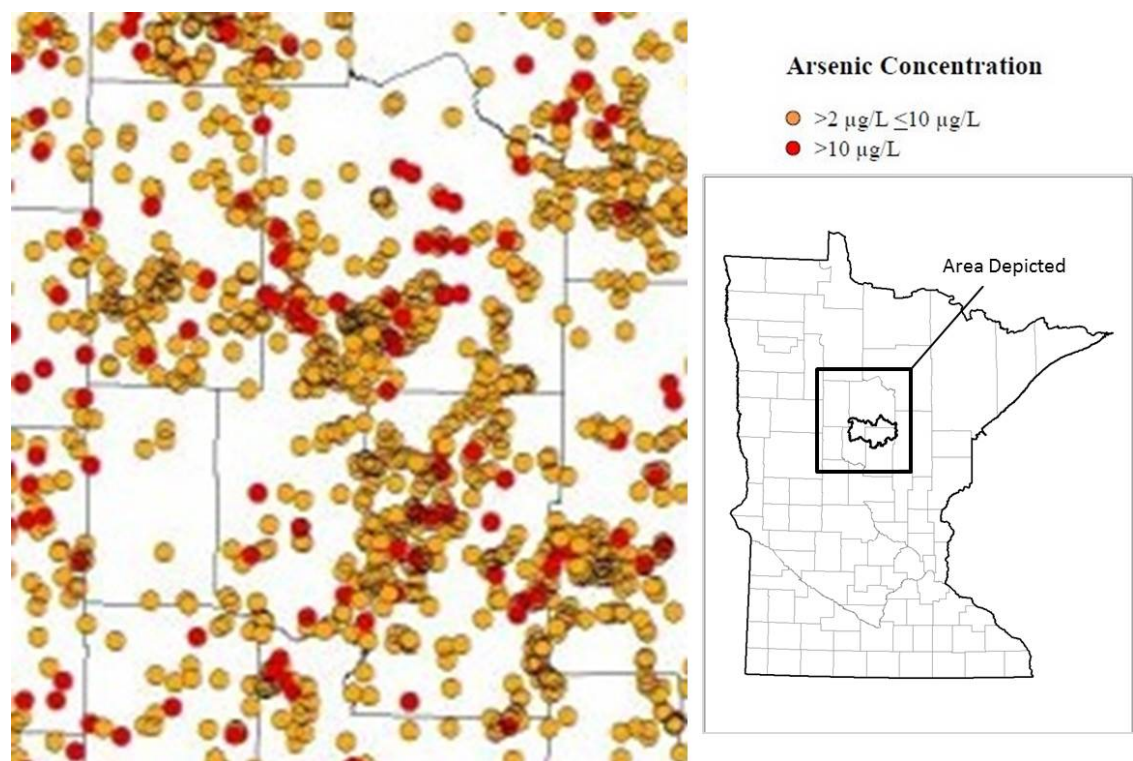 Arsenic Concentration
>2 µg/L ≤10 µg/L
>10 µg/L
Area Depicted